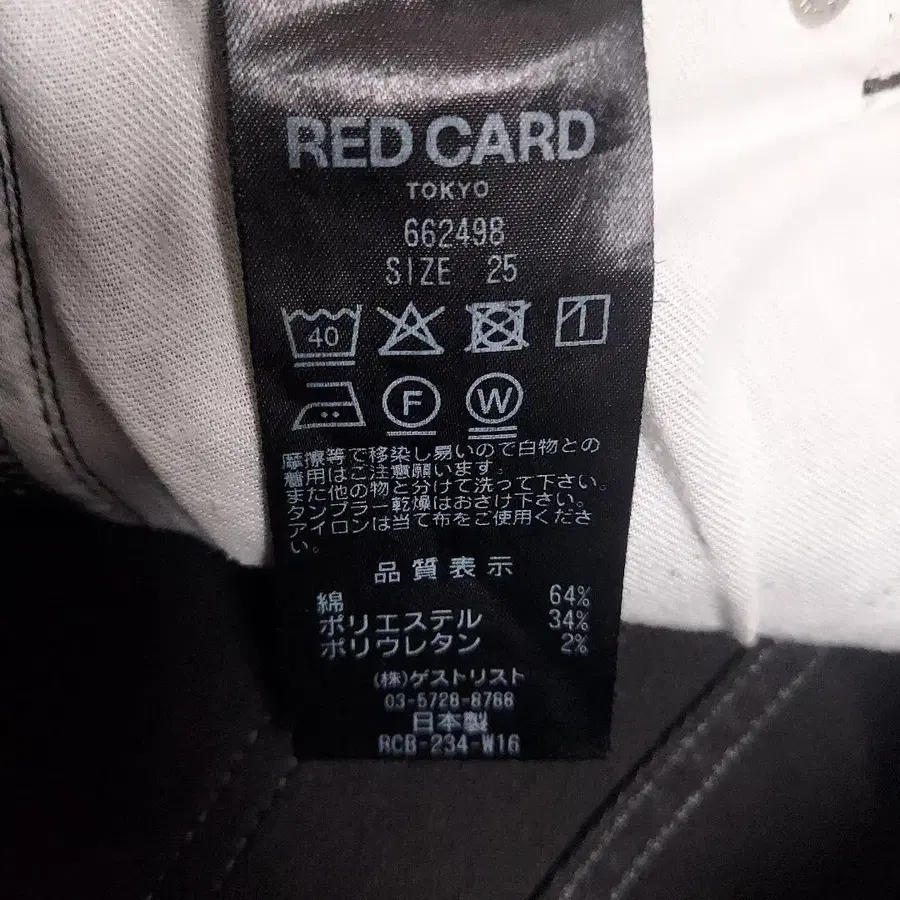 RED CARD
TOKYO
662498
SIZE 25
40
F W
摩擦等で移染し易いので白物との
着用はご注意願います。
また他の物と分けて洗って下さい。
タンブラー乾燥はおさけ下さい。
アイロンは当て布をご使用くださ
い。
品質表示
綿 64%
ポリエステル 34%
ポリウレタン 2%
(株)ゲストリスト
03-5728-8788
日本製
RCB-234-W16